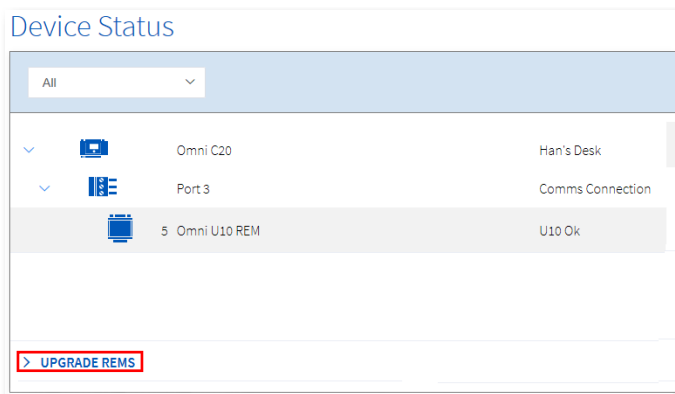 Device Status
All
Omni C20 Han's Desk
Port 3 Comms Connection
5 Omni U10 REM U10 Ok
UPGRADE REMS